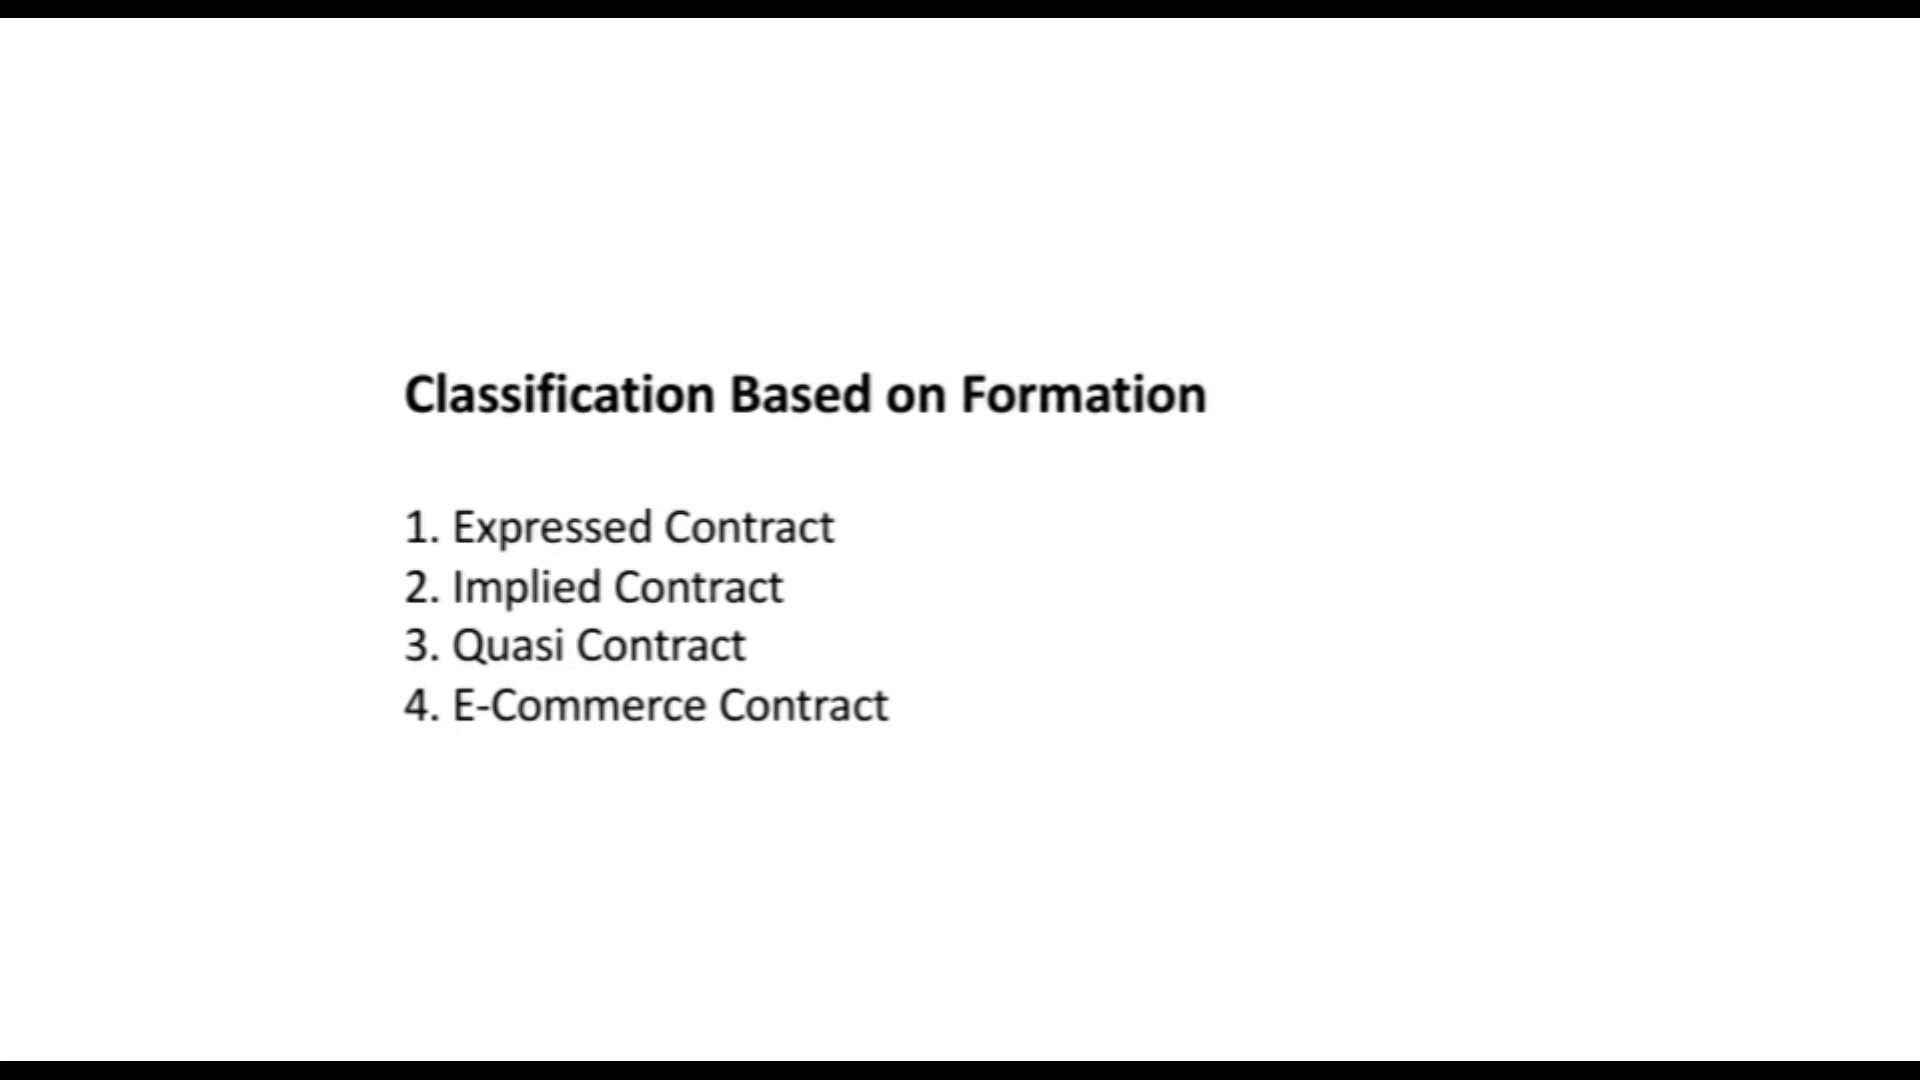 Classification Based on Formation
1. Expressed Contract
2. Implied Contract
3. Quasi Contract
4. E-Commerce Contract